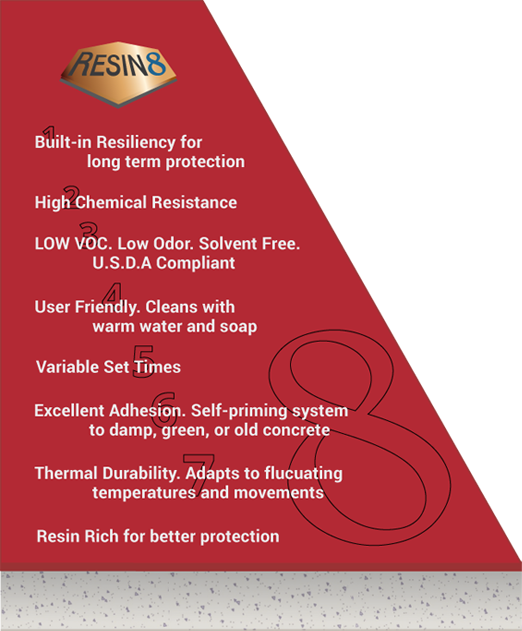 RESIN8
1
Built-in Resiliency for
long term protection
2
High Chemical Resistance
3
LOW VOC. Low Odor. Solvent Free.
U.S.D.A Compliant
4
User Friendly. Cleans with
warm water and soap
5
Variable Set Times
6
Excellent Adhesion. Self-priming system
to damp, green, or old concrete
7
Thermal Durability. Adapts to flucuating
temperatures and movements
8
Resin Rich for better protection